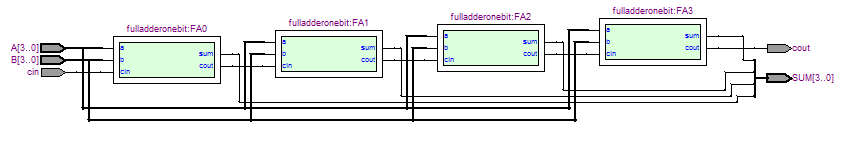 fulladderonebit:FA0
fulladderonebit:FA1
fulladderonebit:FA2
fulladderonebit:FA3
A[3..0]
B[3..0]
cin
a
b
cin
sum
cout
a
b
cin
sum
cout
a
b
cin
sum
cout
a
b
cin
sum
cout
cout
SUM[3..0]